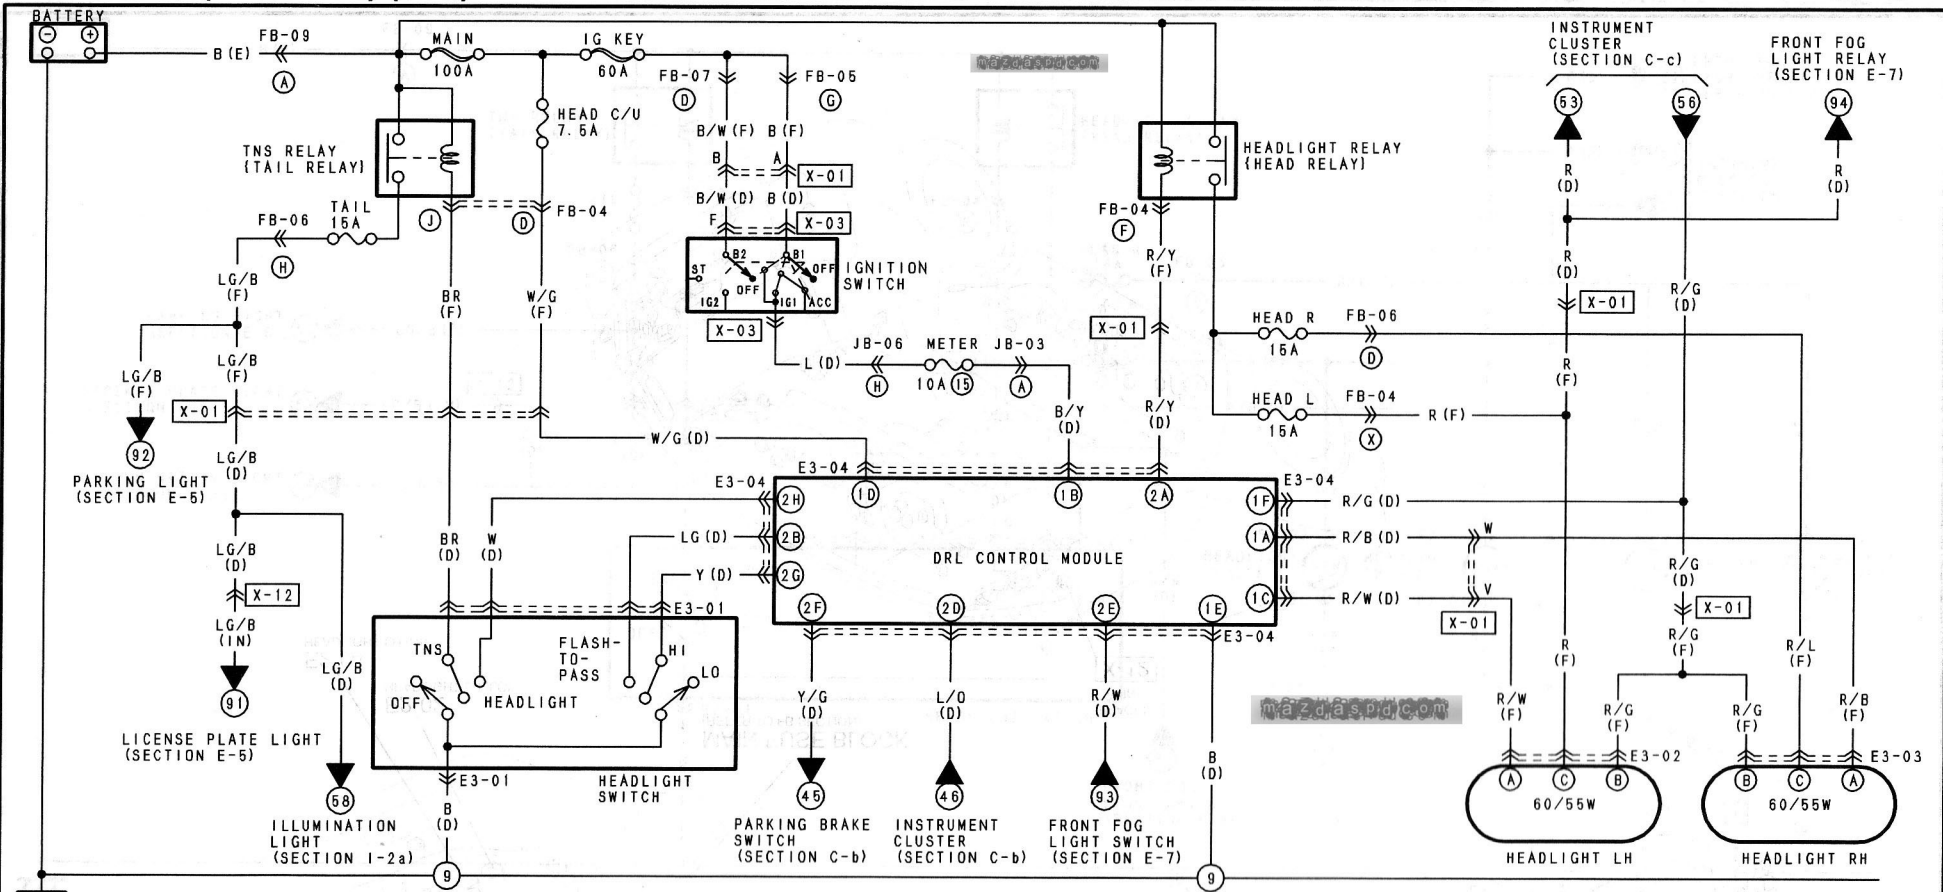 BATTERY
- +
B (E)
FB-09
A
MAIN
100A
IG KEY
60A
HEAD C/U
7.5A
FB-07
D
FB-05
G
mazdaspd.com
INSTRUMENT
CLUSTER
(SECTION C-c)
53
56
FRONT FOG
LIGHT RELAY
(SECTION E-7)
94
TNS RELAY
(TAIL RELAY)
B/W (F)
B (F)
B
A
X-01
B/W (D)
B (D)
F
X-03
HEADLIGHT RELAY
(HEAD RELAY)
R
(D)
R
(D)
FB-06
H
TAIL
15A
J
D
FB-04
FB-04
F
ST
B2
OFF
B1
OFF
IG2
IG1
ACC
IGNITION
SWITCH
X-03
R/Y
(F)
R
(D)
X-01
R/G
(D)
LG/B
(F)
BR
(F)
W/G
(F)
X-01
HEAD R
15A
FB-06
D
L (D)
JB-06
H
METER
10A 15
JB-03
A
LG/B
(F)
LG/B
(F)
R
(F)
HEAD L
15A
FB-04
X
R (F)
X-01
92
PARKING LIGHT
(SECTION E-5)
LG/B
(D)
W/G (D)
B/Y
(D)
R/Y
(D)
E3-04
1D
1B
2A
E3-04
2H
2B
2G
LG (D)
Y (D)
BR
(D)
W
(D)
DRL CONTROL MODULE
E3-04
1F
R/G (D)
1A
R/B (D)
W
1C
R/W (D)
V
X-01
2F
2D
2E
1E
E3-04
LG/B
(D)
X-12
LG/B
(IN)
91
LICENSE PLATE LIGHT
(SECTION E-5)
LG/B
(D)
58
ILLUMINATION
LIGHT
(SECTION I-2a)
E3-01
TNS
OFF
HEADLIGHT
FLASH-
TO-
PASS
HI
LO
E3-01
HEADLIGHT
SWITCH
B
(D)
9
Y/G
(D)
45
PARKING BRAKE
SWITCH
(SECTION C-b)
L/O
(D)
46
INSTRUMENT
CLUSTER
(SECTION C-b)
R/W
(D)
93
FRONT FOG
LIGHT SWITCH
(SECTION E-7)
B
(D)
9
mazdaspd.com
R/G
(D)
X-01
R/G
(F)
R
(F)
R/L
(F)
R/W
(F)
R/G
(F)
R/G
(F)
R/B
(F)
E3-02
A C B
60/55W
HEADLIGHT LH
E3-03
B C A
60/55W
HEADLIGHT RH